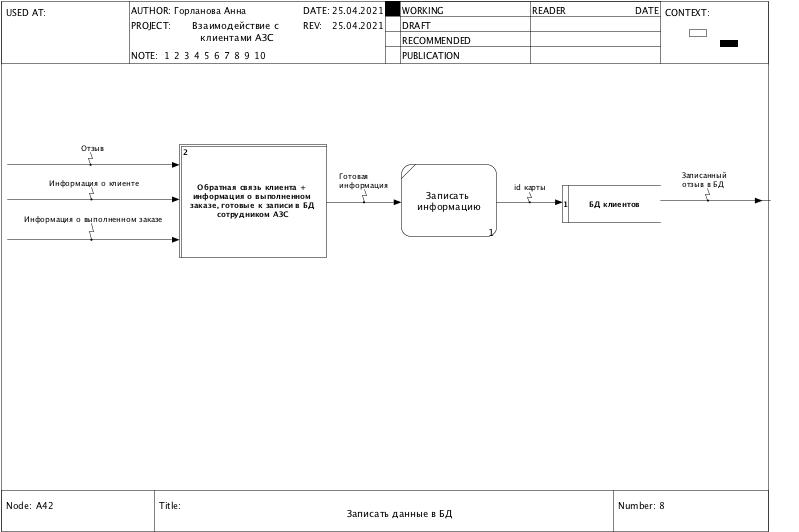 USED AT:
AUTHOR: Горланова Анна
DATE: 25.04.2021
PROJECT: Взаимодействие с
клиентами АЗС
REV: 25.04.2021
NOTE: 1 2 3 4 5 6 7 8 9 10
WORKING
DRAFT
RECOMMENDED
PUBLICATION
READER
DATE
CONTEXT:
Отзыв
Информация о клиенте
Информация о выполненном заказе
2
Обратная связь клиента +
информация о выполненном
заказе, готовые к записи в БД
сотрудником АЗС
Готовая
информация
Записать
информацию
1
id карты
1
БД клиентов
Записанный
отзыв в БД
Node: A42
Title:
Записать данные в БД
Number: 8